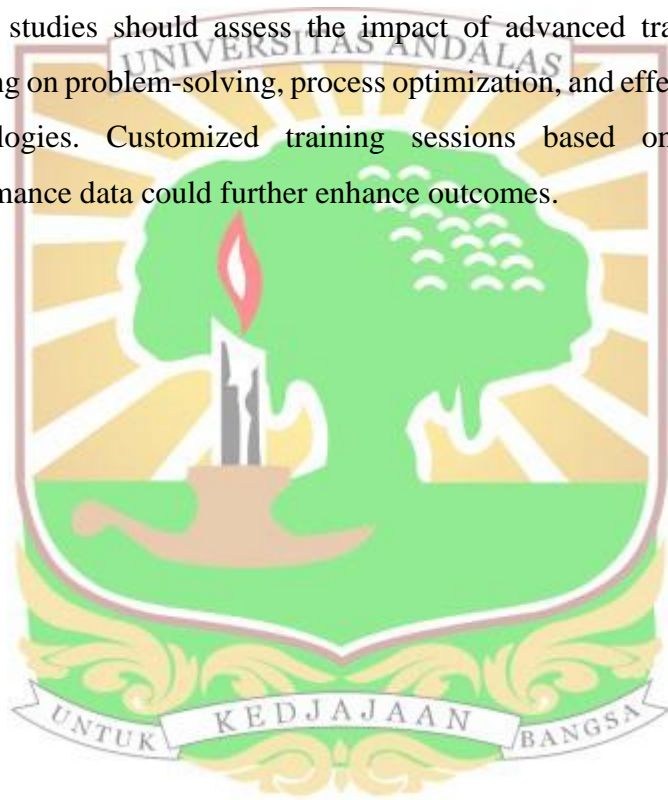 studies should assess the impact of advanced tra
UNIVERSITAS ANDALAS
ng on problem-solving, process optimization, and effe
logies. Customized training sessions based on
mance data could further enhance outcomes.
UNTUK KEDJAJAAN BANGSA